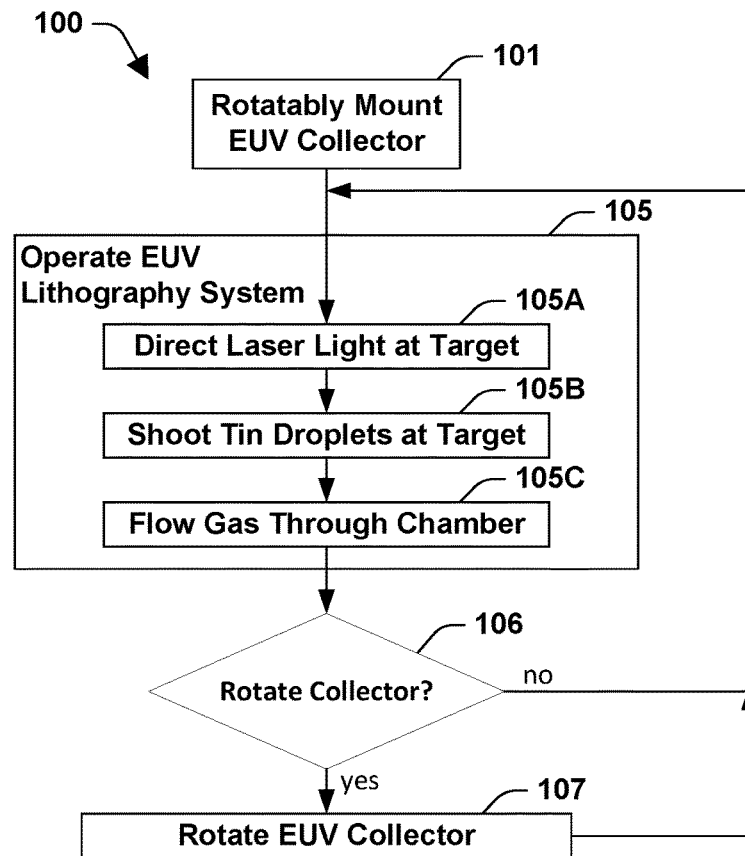 100
101
Rotatably Mount
EUV Collector
105
Operate EUV
Lithography System
105A
Direct Laser Light at Target
105B
Shoot Tin Droplets at Target
105C
Flow Gas Through Chamber
106
Rotate Collector?
no
yes
107
Rotate EUV Collector